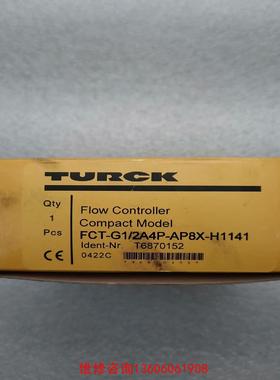 TURCK
Qty
1
Pcs
Flow Controller
Compact Model
FCT-G1/2A4P-AP8X-H1141
Ident-Nr. T6870152
CE 0422C
维修咨询13606061908